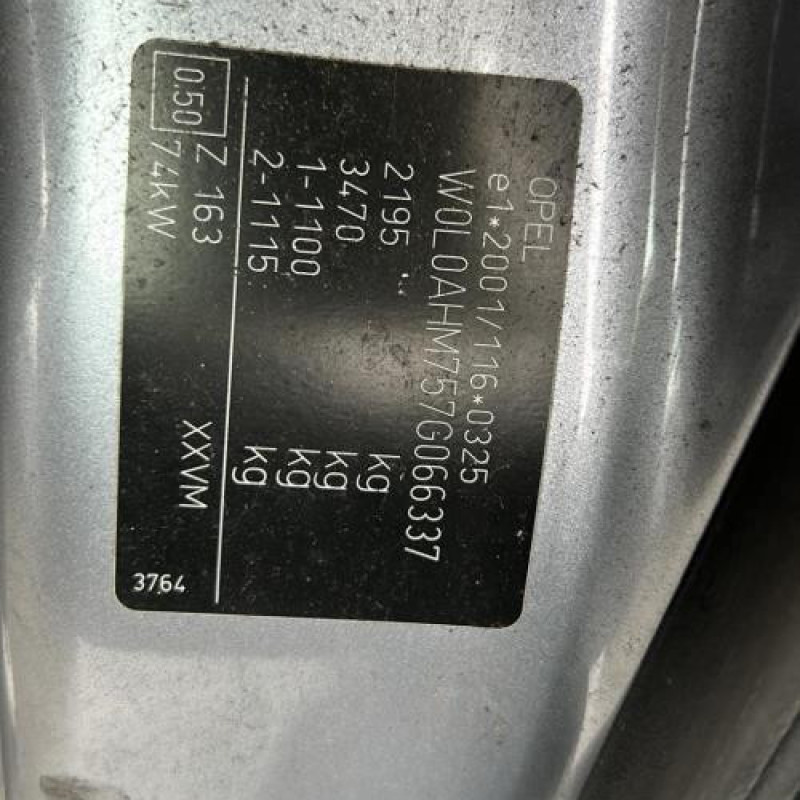 OPEL
e1*2001/116*0325
W0L0AHM757G066337
2195 kg
3470 kg
1-1100 kg
2-1115 kg
Z 163 XXVM
0.50 74kW
3764